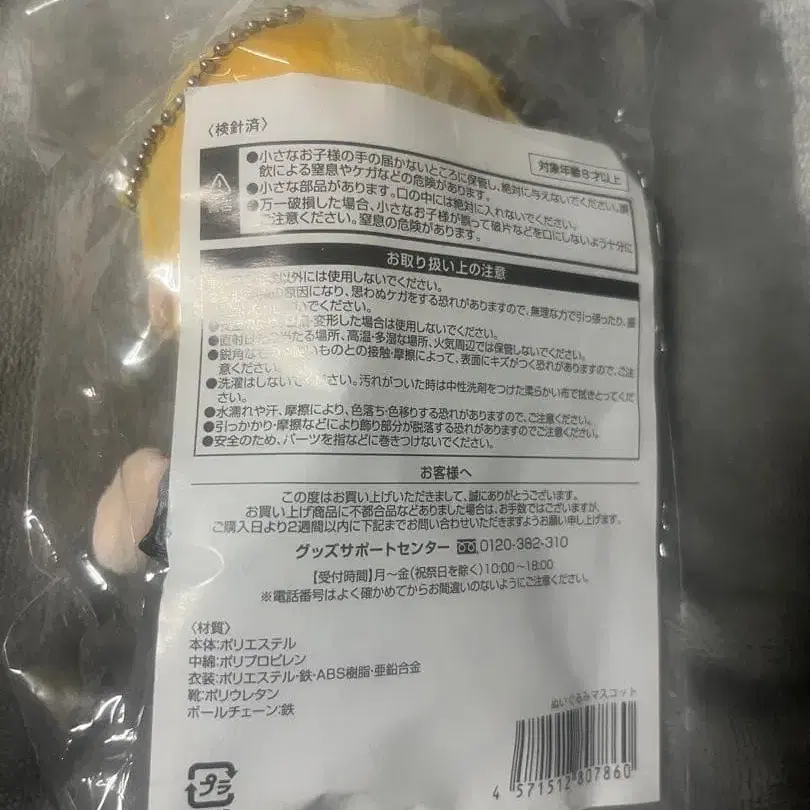 〈検針済〉
対象年齢8才以上
●小さなお子様の手の届かないところに保管し、絶対に与えないでください。誤
飲による窒息やケガなどの危険があります。
●小さな部品があります。口の中には絶対に入れないでください。
●万一破損した場合、小さなお子様が誤って破片などを口にしないよう十分に
ご注意ください。窒息の危険があります。
お取り扱い上の注意
以外には使用しないでください。
原因になり、思わぬケガをする恐れがありますので、無理な力で引っ張ったり、
でください。
変形した場合は使用しないでください。
●直射日光の当たる場所、高温・多湿な場所、火気周辺では保管しないでください。
●鋭角な ものとの接触・摩擦によって、表面にキズがつく恐れがありますので、ご注
意ください。
●洗濯はしないでください。汚れがついた時は中性洗剤をつけた柔らかい布で拭きとってくだ
さい。
●水濡れや汗、摩擦により、色落ち・色移りする恐れがありますので、ご注意ください。
●引っかかり・摩擦などにより飾り部分が脱落する恐れがありますのでご注意ください。
●安全のため、パーツを指などに巻きつけないでください。
お客様へ
この度はお買い上げいただきまして、誠にありがとうございます。
お買い上げ商品に不都合品などありました場合は、お手数ではございますが、
ご購入日より2週間以内に下記までお問い合わせいただきますようお願い申し上げます。
グッズサポートセンター 0120-382-310
【受付時間】月〜金(祝祭日を除く)10:00〜18:00
※電話番号はよく確かめてからお間違いのないようにご注意ください。
〈材質〉
本体:ポリエステル
中綿:ポリプロピレン
衣装:ポリエステル・鉄・ABS樹脂・亜鉛合金
靴:ポリウレタン
ボールチェーン:鉄
ぬいぐるみマスコット
4 571512 807860
プラ